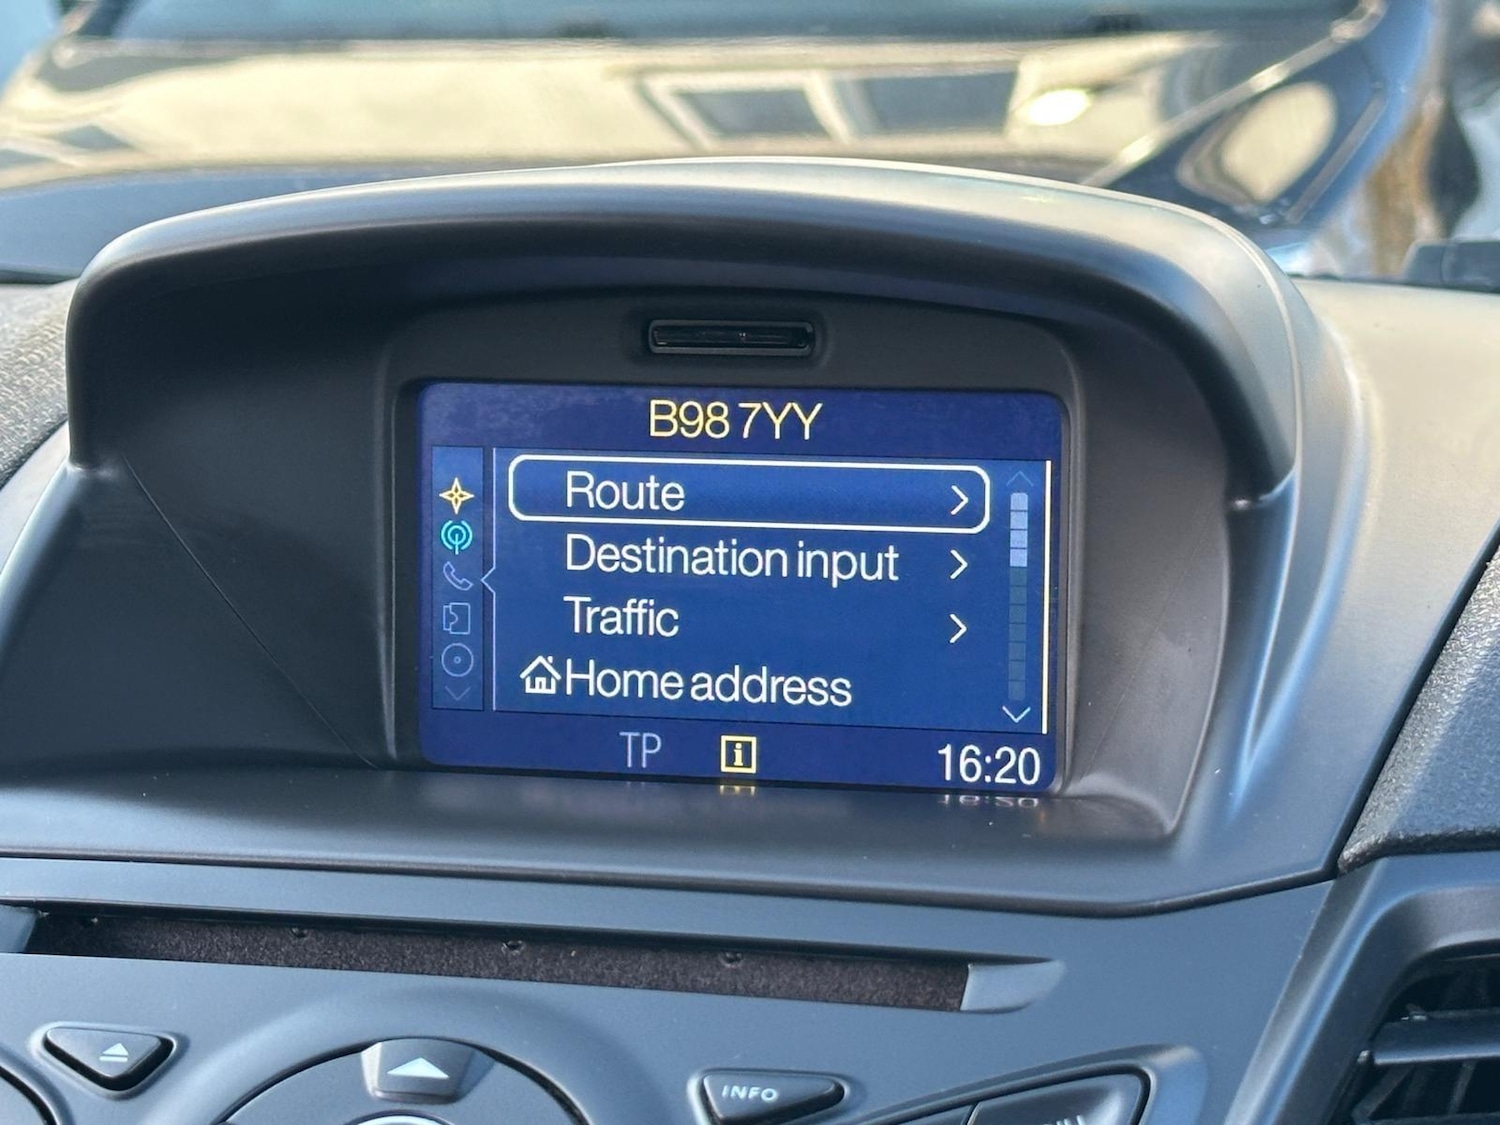 B98 7YY
Route
Destination input
Traffic
Home address
TP
i
16:20
INFO